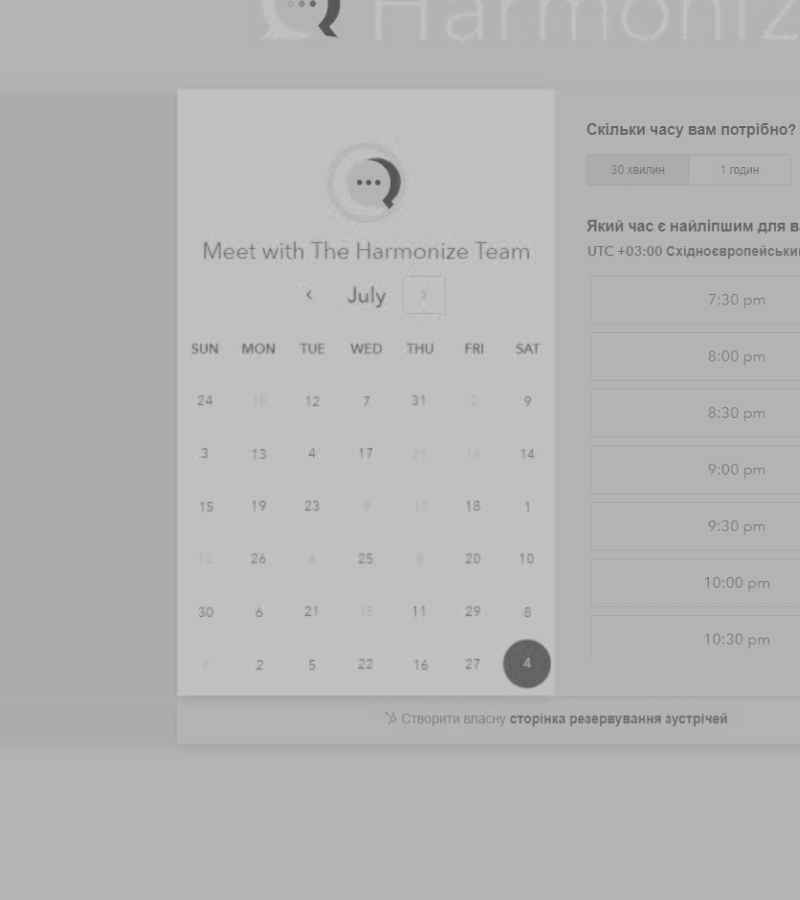 Harmoniz
Meet with The Harmonize Team
July
SUN MON TUE WED THU FRI SAT
24 15 12 7 31 2 9
3 13 4 17 21 18 14
15 19 23 9 17 18 1
12 26 4 25 8 20 10
30 6 21 15 11 29 8
7 2 5 22 16 27 4
Скільки часу вам потрібно?
30 хвилин 1 годин
Який час є найліпшим для в
UTC +03:00 Східноєвропейськи
7:30 pm
8:00 pm
8:30 pm
9:00 pm
9:30 pm
10:00 pm
10:30 pm
Створити власну сторінка резервування зустрічей